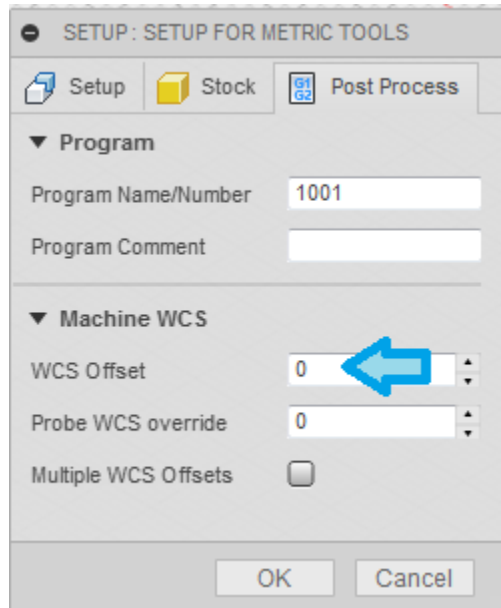 SETUP : SETUP FOR METRIC TOOLS
Setup Stock G1 G2 Post Process
▼ Program
Program Name/Number 1001
Program Comment
▼ Machine WCS
WCS Offset 0
Probe WCS override 0
Multiple WCS Offsets
OK Cancel